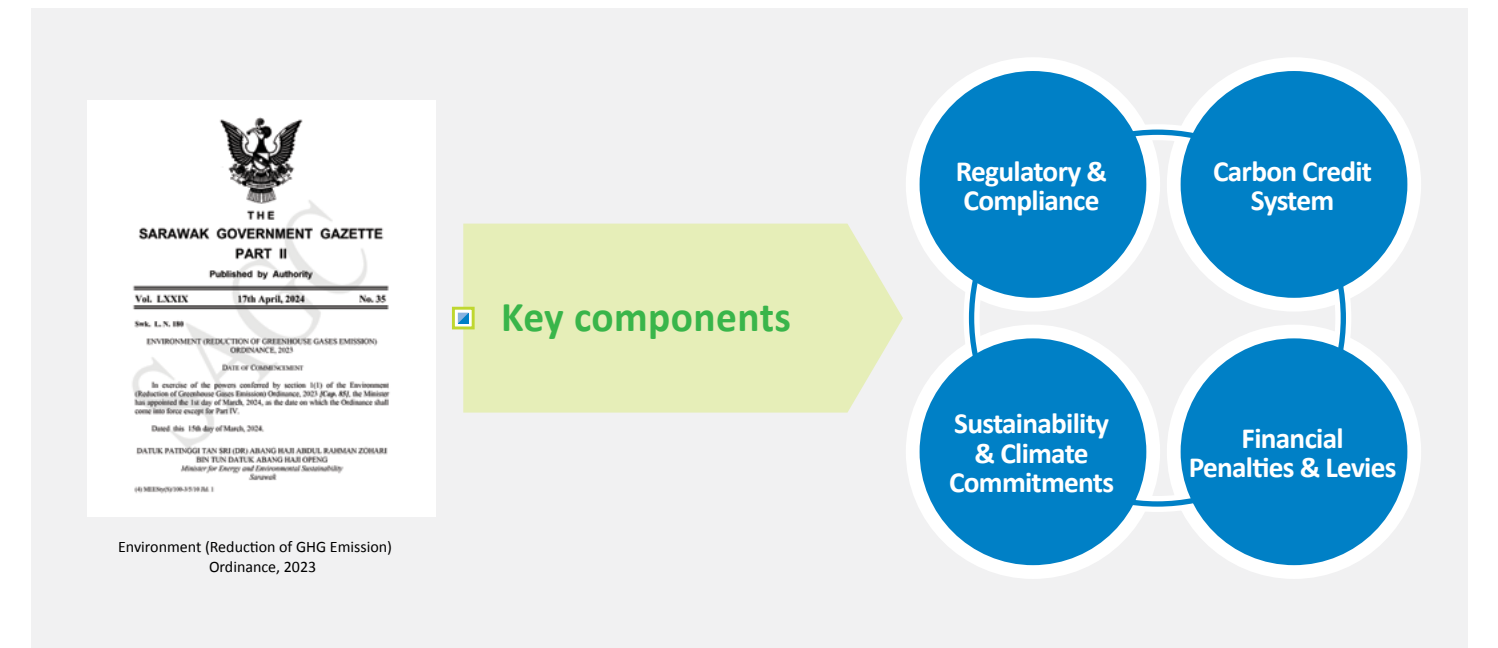 THE
SARAWAK GOVERNMENT GAZETTE
PART II
Published by Authority
Vol. LXXIX 17th April, 2024 No. 35
Swk. L. N. 180
ENVIRONMENT (REDUCTION OF GREENHOUSE GASES EMISSION)
ORDINANCE, 2023
DATE OF COMMENCEMENT
In exercise of the powers conferred by section 1(1) of the Environment
(Reduction of Greenhouse Gases Emission) Ordinance, 2023 [Cap. 85], the Minister
has appointed the 1st day of March, 2024, as the date on which the Ordinance shall
come into force except for Part IV.
Dated this 15th day of March, 2024.
DATUK PATINGGI TAN SRI (DR) ABANG HAJI ABDUL RAHMAN ZOHARI
BIN TUN DATUK ABANG HAJI OPENG
Minister for Energy and Environmental Sustainability
Sarawak
SAGC
Environment (Reduction of GHG Emission)
Ordinance, 2023
Key components
Regulatory &
Compliance
Carbon Credit
System
Sustainability
& Climate
Commitments
Financial
Penalties & Levies